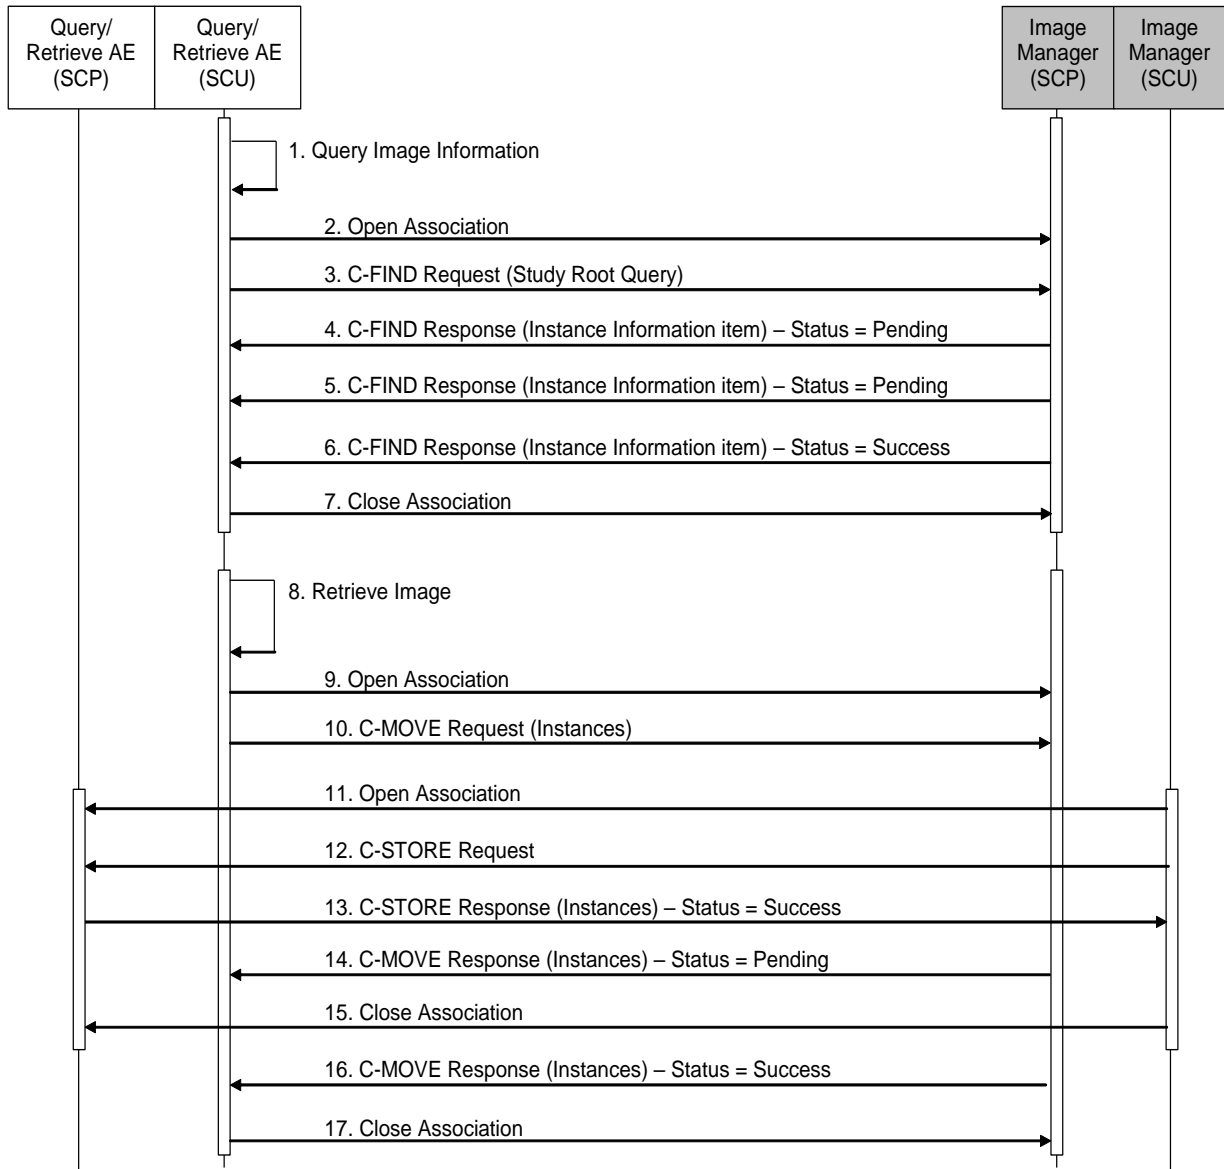 Query/
Retrieve AE
(SCP)
Query/
Retrieve AE
(SCU)
Image
Manager
(SCP)
Image
Manager
(SCU)
1. Query Image Information
2. Open Association
3. C-FIND Request (Study Root Query)
4. C-FIND Response (Instance Information item) – Status = Pending
5. C-FIND Response (Instance Information item) – Status = Pending
6. C-FIND Response (Instance Information item) – Status = Success
7. Close Association
8. Retrieve Image
9. Open Association
10. C-MOVE Request (Instances)
11. Open Association
12. C-STORE Request
13. C-STORE Response (Instances) – Status = Success
14. C-MOVE Response (Instances) – Status = Pending
15. Close Association
16. C-MOVE Response (Instances) – Status = Success
17. Close Association